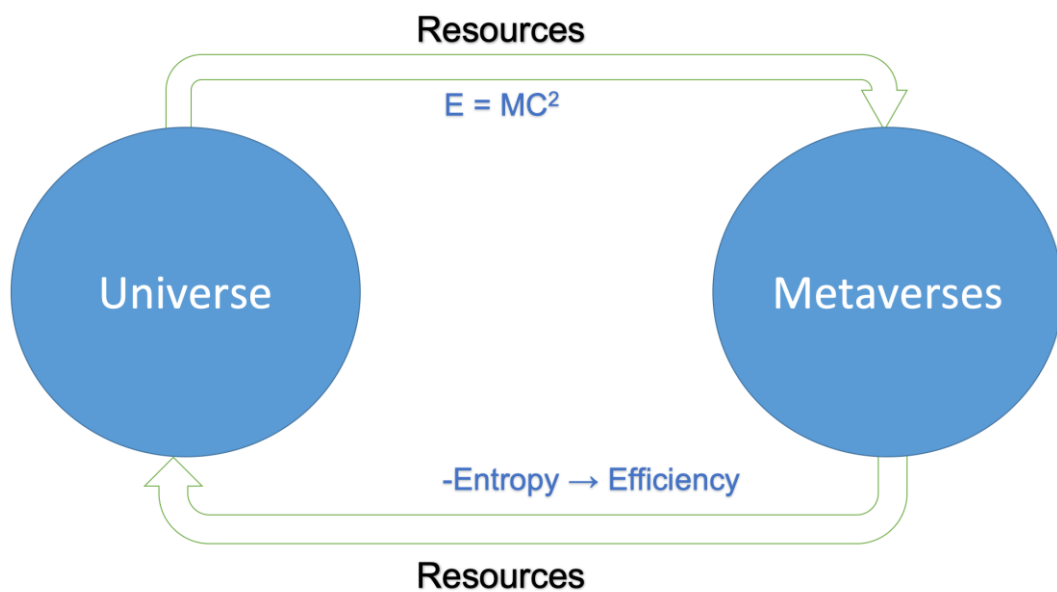 Resources
E = MC²
Universe
Metaverses
-Entropy → Efficiency
Resources